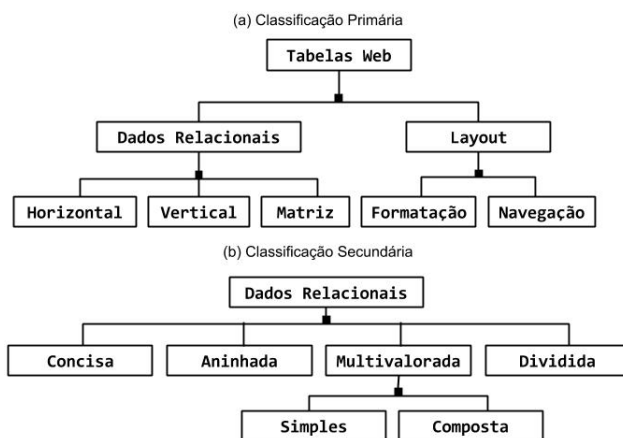 (a) Classificação Primária
Tabelas Web
Dados Relacionais Layout
Horizontal Vertical Matriz Formatação Navegação
(b) Classificação Secundária
Dados Relacionais
Concisa Aninhada Multivalorada Dividida
Simples Composta